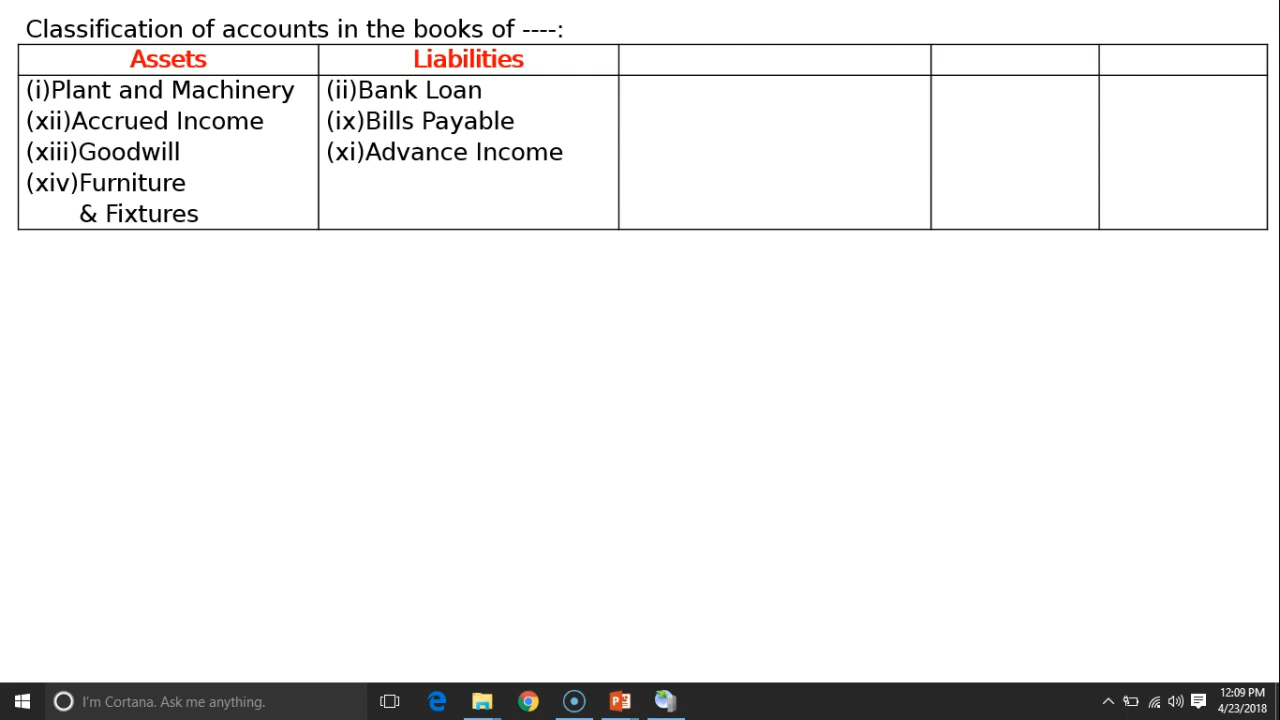 Classification of accounts in the books of ----:
Assets Liabilities
(i)Plant and Machinery (ii)Bank Loan
(xii)Accrued Income (ix)Bills Payable
(xiii)Goodwill (xi)Advance Income
(xiv)Furniture
& Fixtures
I'm Cortana. Ask me anything.
12:09 PM
4/23/2018